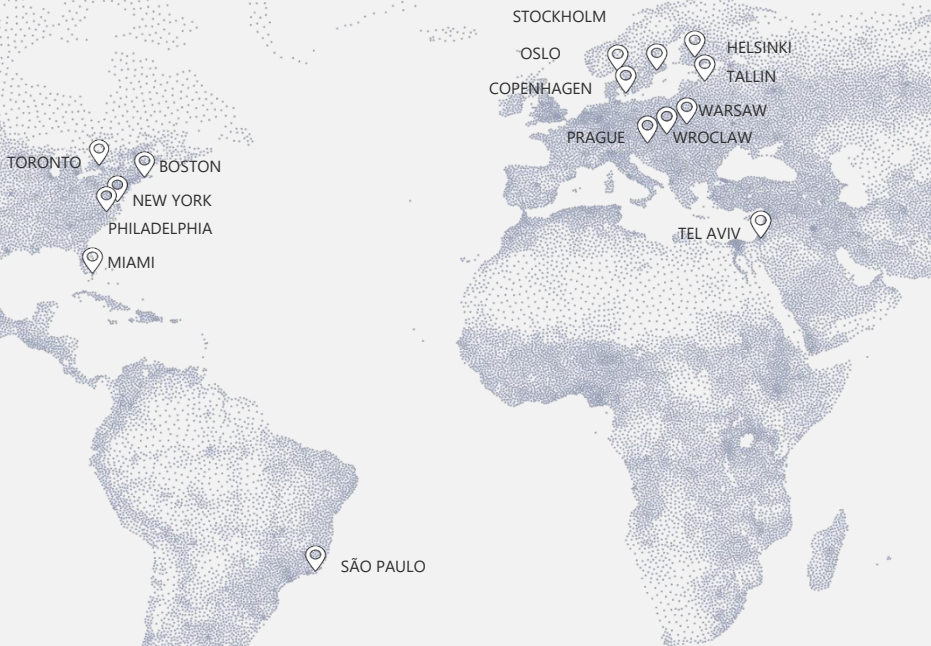 STOCKHOLM
OSLO
HELSINKI
TALLIN
COPENHAGEN
WARSAW
PRAGUE
WROCLAW
TORONTO
BOSTON
NEW YORK
PHILADELPHIA
TEL AVIV
MIAMI
SÃO PAULO